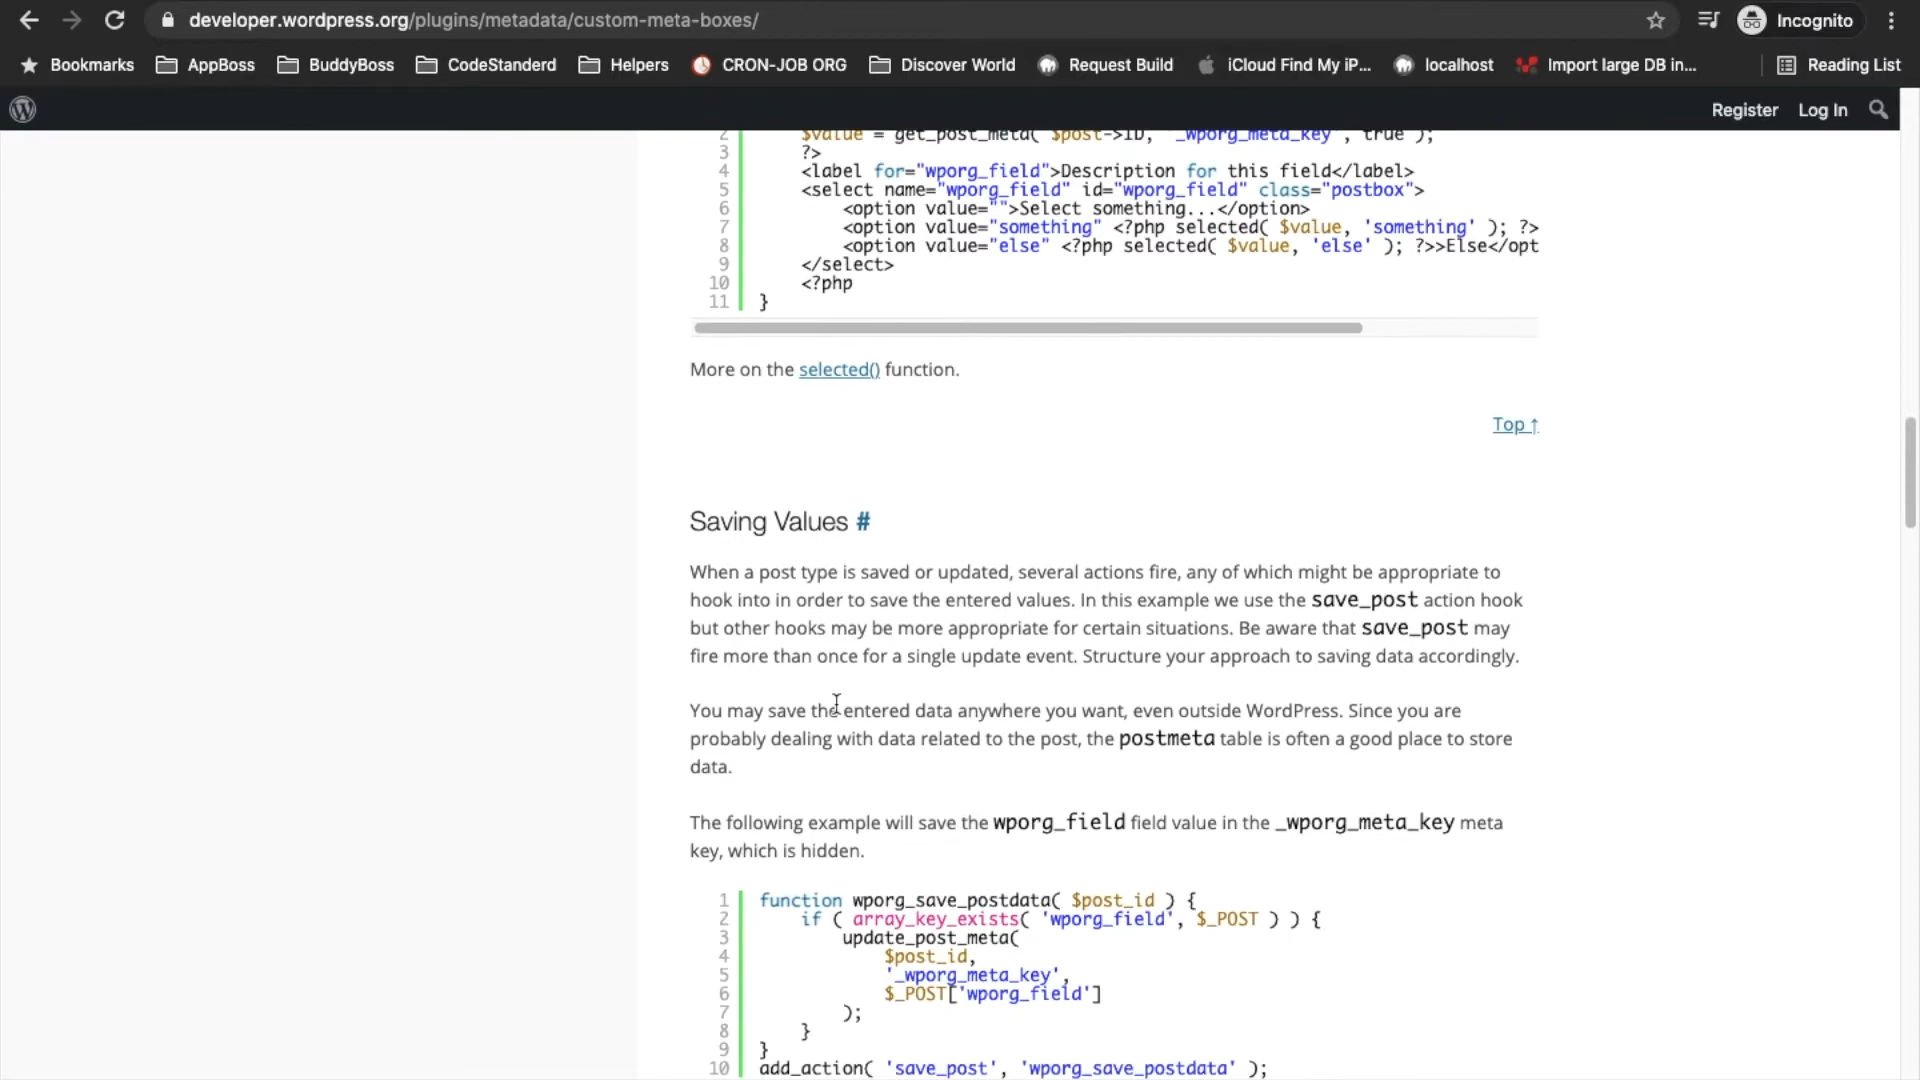 developer.wordpress.org/plugins/metadata/custom-meta-boxes/
Incognito
Bookmarks AppBoss BuddyBoss CodeStanderd Helpers CRON-JOB ORG Discover World Request Build iCloud Find My iP... localhost Import large DB in... Reading List
Register Log In
2 $value = get_post_meta( $post->ID, '_wporg_meta_key', true );
3 ?>
4 <label for="wporg_field">Description for this field</label>
5 <select name="wporg_field" id="wporg_field" class="postbox">
6 <option value="">Select something...</option>
7 <option value="something" <?php selected( $value, 'something' ); ?>
8 <option value="else" <?php selected( $value, 'else' ); ?>>Else</opt
9 </select>
10 <?php
11 }
More on the selected() function.
Top ↑
Saving Values #
When a post type is saved or updated, several actions fire, any of which might be appropriate to
hook into in order to save the entered values. In this example we use the save_post action hook
but other hooks may be more appropriate for certain situations. Be aware that save_post may
fire more than once for a single update event. Structure your approach to saving data accordingly.
You may save the entered data anywhere you want, even outside WordPress. Since you are
probably dealing with data related to the post, the postmeta table is often a good place to store
data.
The following example will save the wporg_field field value in the _wporg_meta_key meta
key, which is hidden.
1 function wporg_save_postdata( $post_id ) {
2 if ( array_key_exists( 'wporg_field', $_POST ) ) {
3 update_post_meta(
4 $post_id,
5 '_wporg_meta_key',
6 $_POST['wporg_field']
7 );
8 }
9 }
10 add_action( 'save_post', 'wporg_save_postdata' );